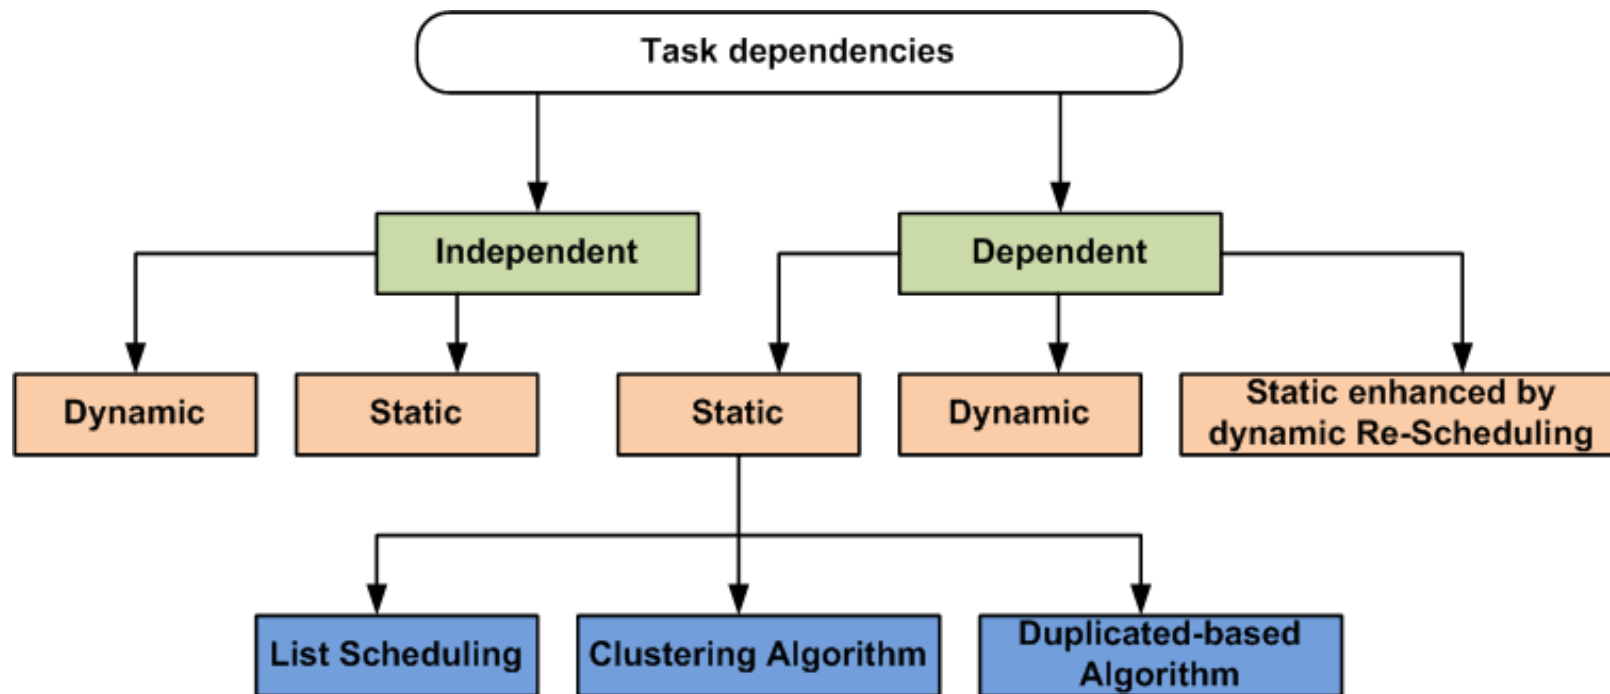 Task dependencies
Independent
Dependent
Dynamic
Static
Static
Dynamic
Static enhanced by
dynamic Re-Scheduling
List Scheduling
Clustering Algorithm
Duplicated-based
Algorithm